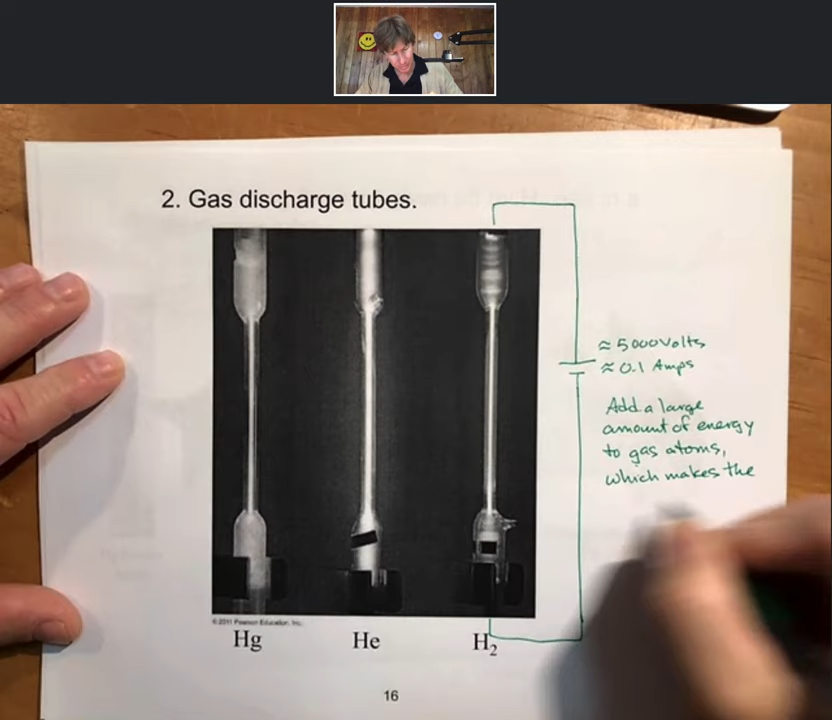 2. Gas discharge tubes.
≈ 5000 Volts
≈ 0.1 Amps
Add a large
amount of energy
to gas atoms,
which makes the
© 2011 Pearson Education, Inc.
Hg
He
H₂
16